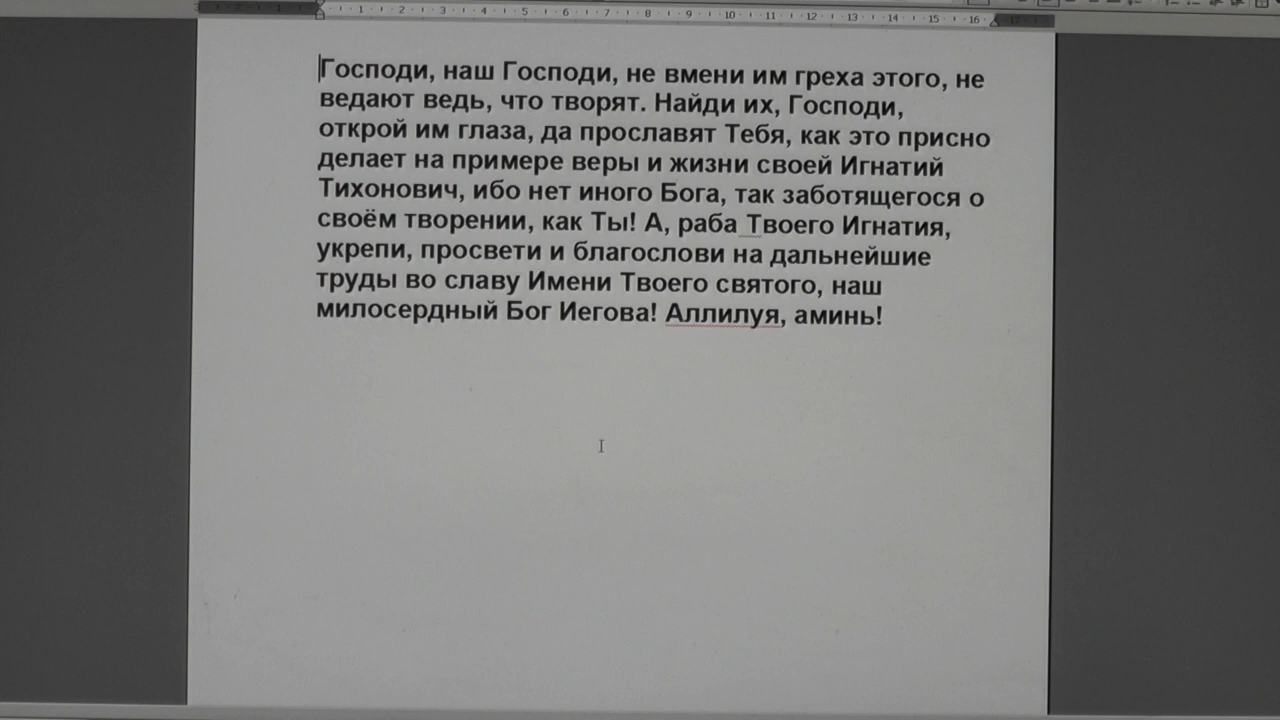 Господи, наш Господи, не вмени им греха этого, не
ведают ведь, что творят. Найди их, Господи,
открой им глаза, да прославят Тебя, как это присно
делает на примере веры и жизни своей Игнатий
Тихонович, ибо нет иного Бога, так заботящегося о
своём творении, как Ты! А, раба Твоего Игнатия,
укрепи, просвети и благослови на дальнейшие
труды во славу Имени Твоего святого, наш
милосердный Бог Иегова! Аллилуя, аминь!